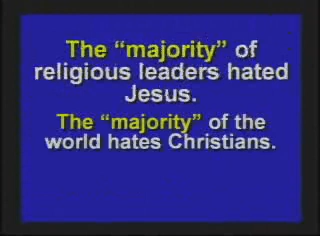 The “majority” of
religious leaders hated
Jesus.
The “majority” of the
world hates Christians.